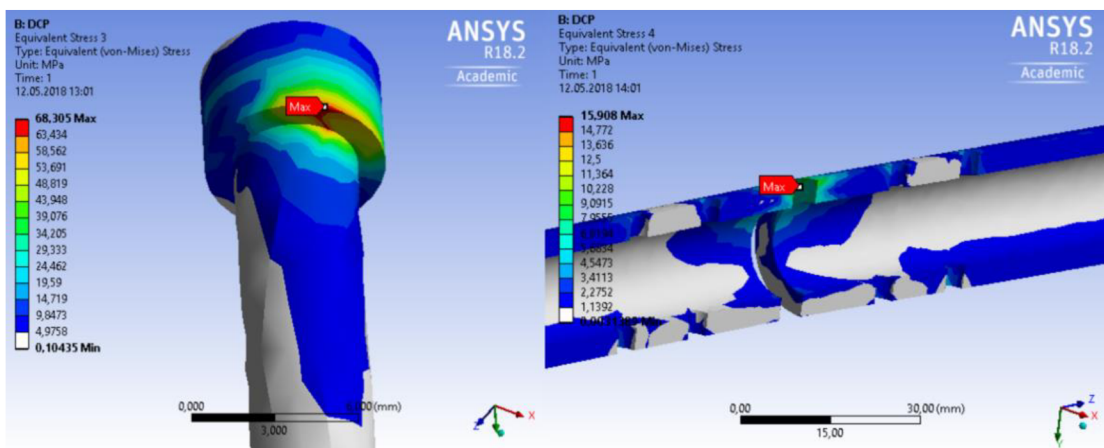 B: DCP
Equivalent Stress 3
Type: Equivalent (von-Mises) Stress
Unit: MPa
Time: 1
12.05.2018 13:01
68,305 Max
63,434
58,562
53,691
48,819
43,948
39,076
34,205
29,333
24,462
19,59
14,719
9,8473
4,9758
0,10435 Min
ANSYS
R18.2
Academic
Max
0,000
(mm)
3,000
Z
X
B: DCP
Equivalent Stress 4
Type: Equivalent (von-Mises) Stress
Unit: MPa
Time: 1
12.05.2018 14:01
15,908 Max
14,772
13,636
12,5
11,364
10,228
9,0915
4,5473
3,4113
2,2752
1,1392
ANSYS
R18.2
Academic
Max
0,00
30,00 (mm)
15,00
Z
X
Y